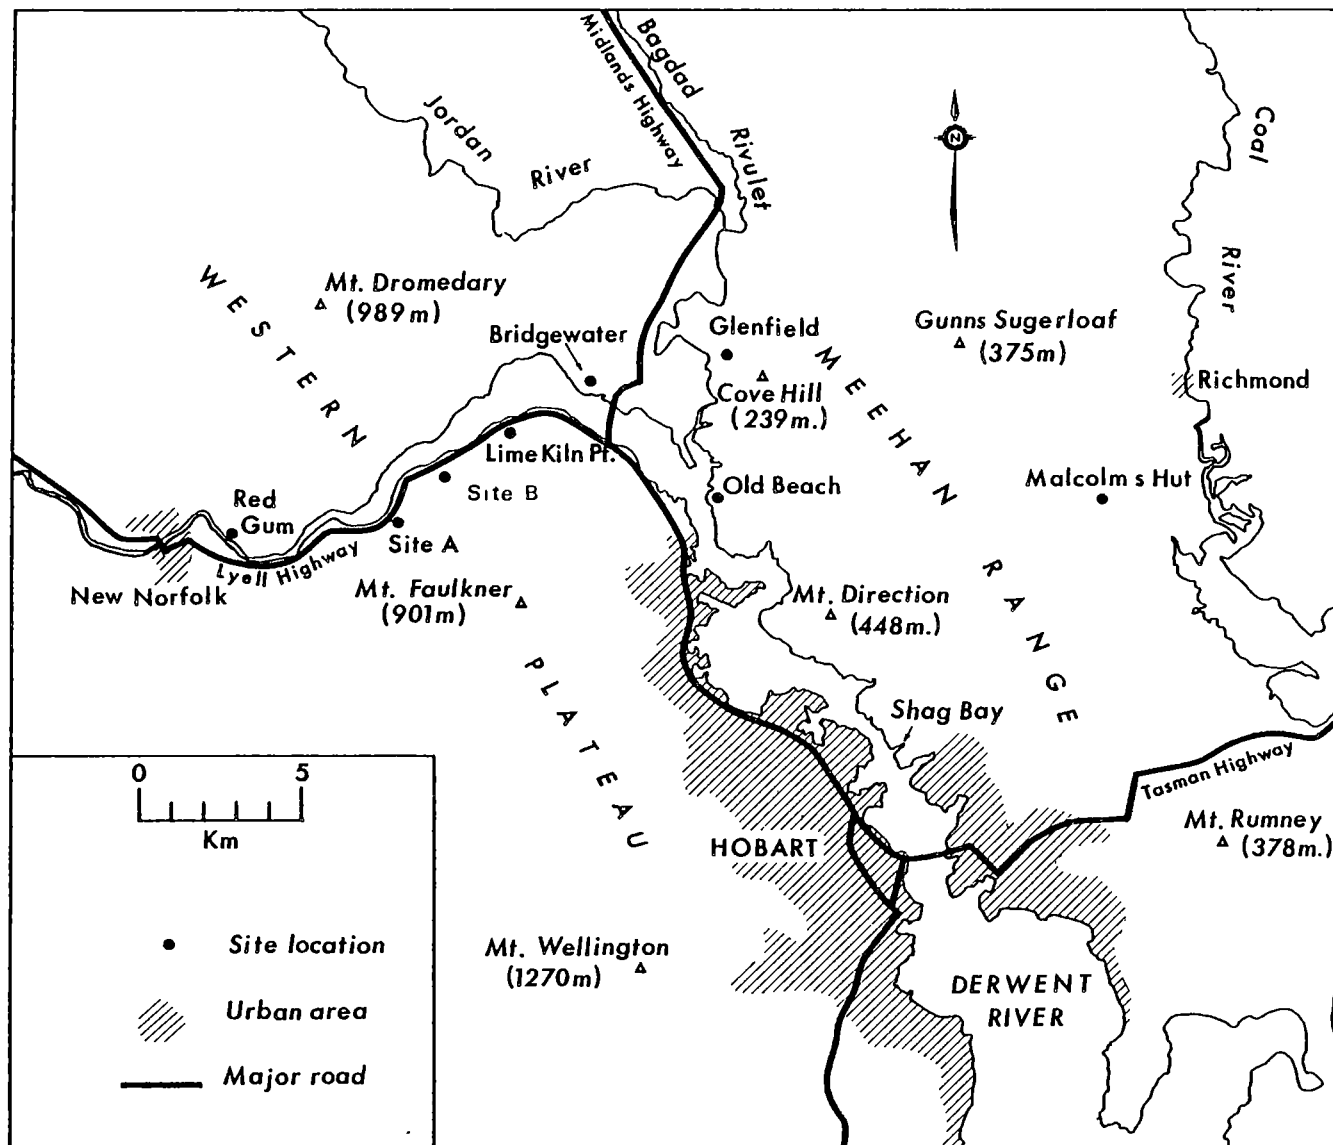 Bagdad
Rivulet
Midlands Highway
Jordan
River
N
Coal
River
WESTERN
Mt. Dromedary
(989m)
Bridgewater
Glenfield
Gunns Sugerloaf
(375m)
MEEHAN RANGE
Cove Hill
(239m.)
Richmond
Lime Kiln Pt.
Site B
Old Beach
Malcolms Hut
Red
Gum
Site A
Lyell Highway
New Norfolk
Mt. Faulkner
(901m)
Mt. Direction
(448m.)
PLATEAU
Shag Bay
Tasman Highway
0 5
Km
HOBART
Mt. Rumney
(378m.)
Site location
Mt. Wellington
(1270m)
DERWENT
RIVER
Urban area
Major road